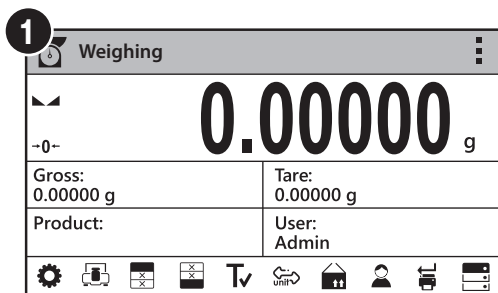 1
Weighing
0.00000 g
→0←
Gross:
0.00000 g
Tare:
0.00000 g
Product:
User:
Admin
T
unit